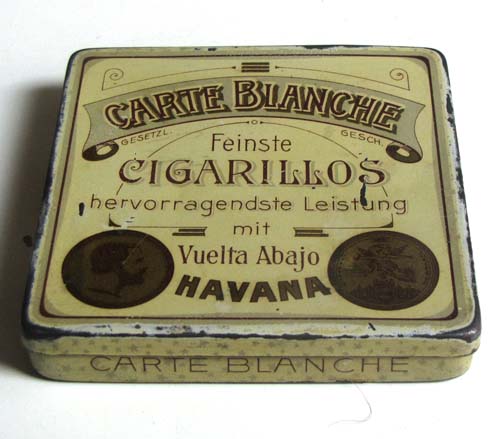 CARTE BLANCHE
GESETZL. GESCH.
Feinste
CIGARILLOS
hervorragendste Leistung
mit
Vuelta Abajo
HAVANA
CARTE BLANCHE